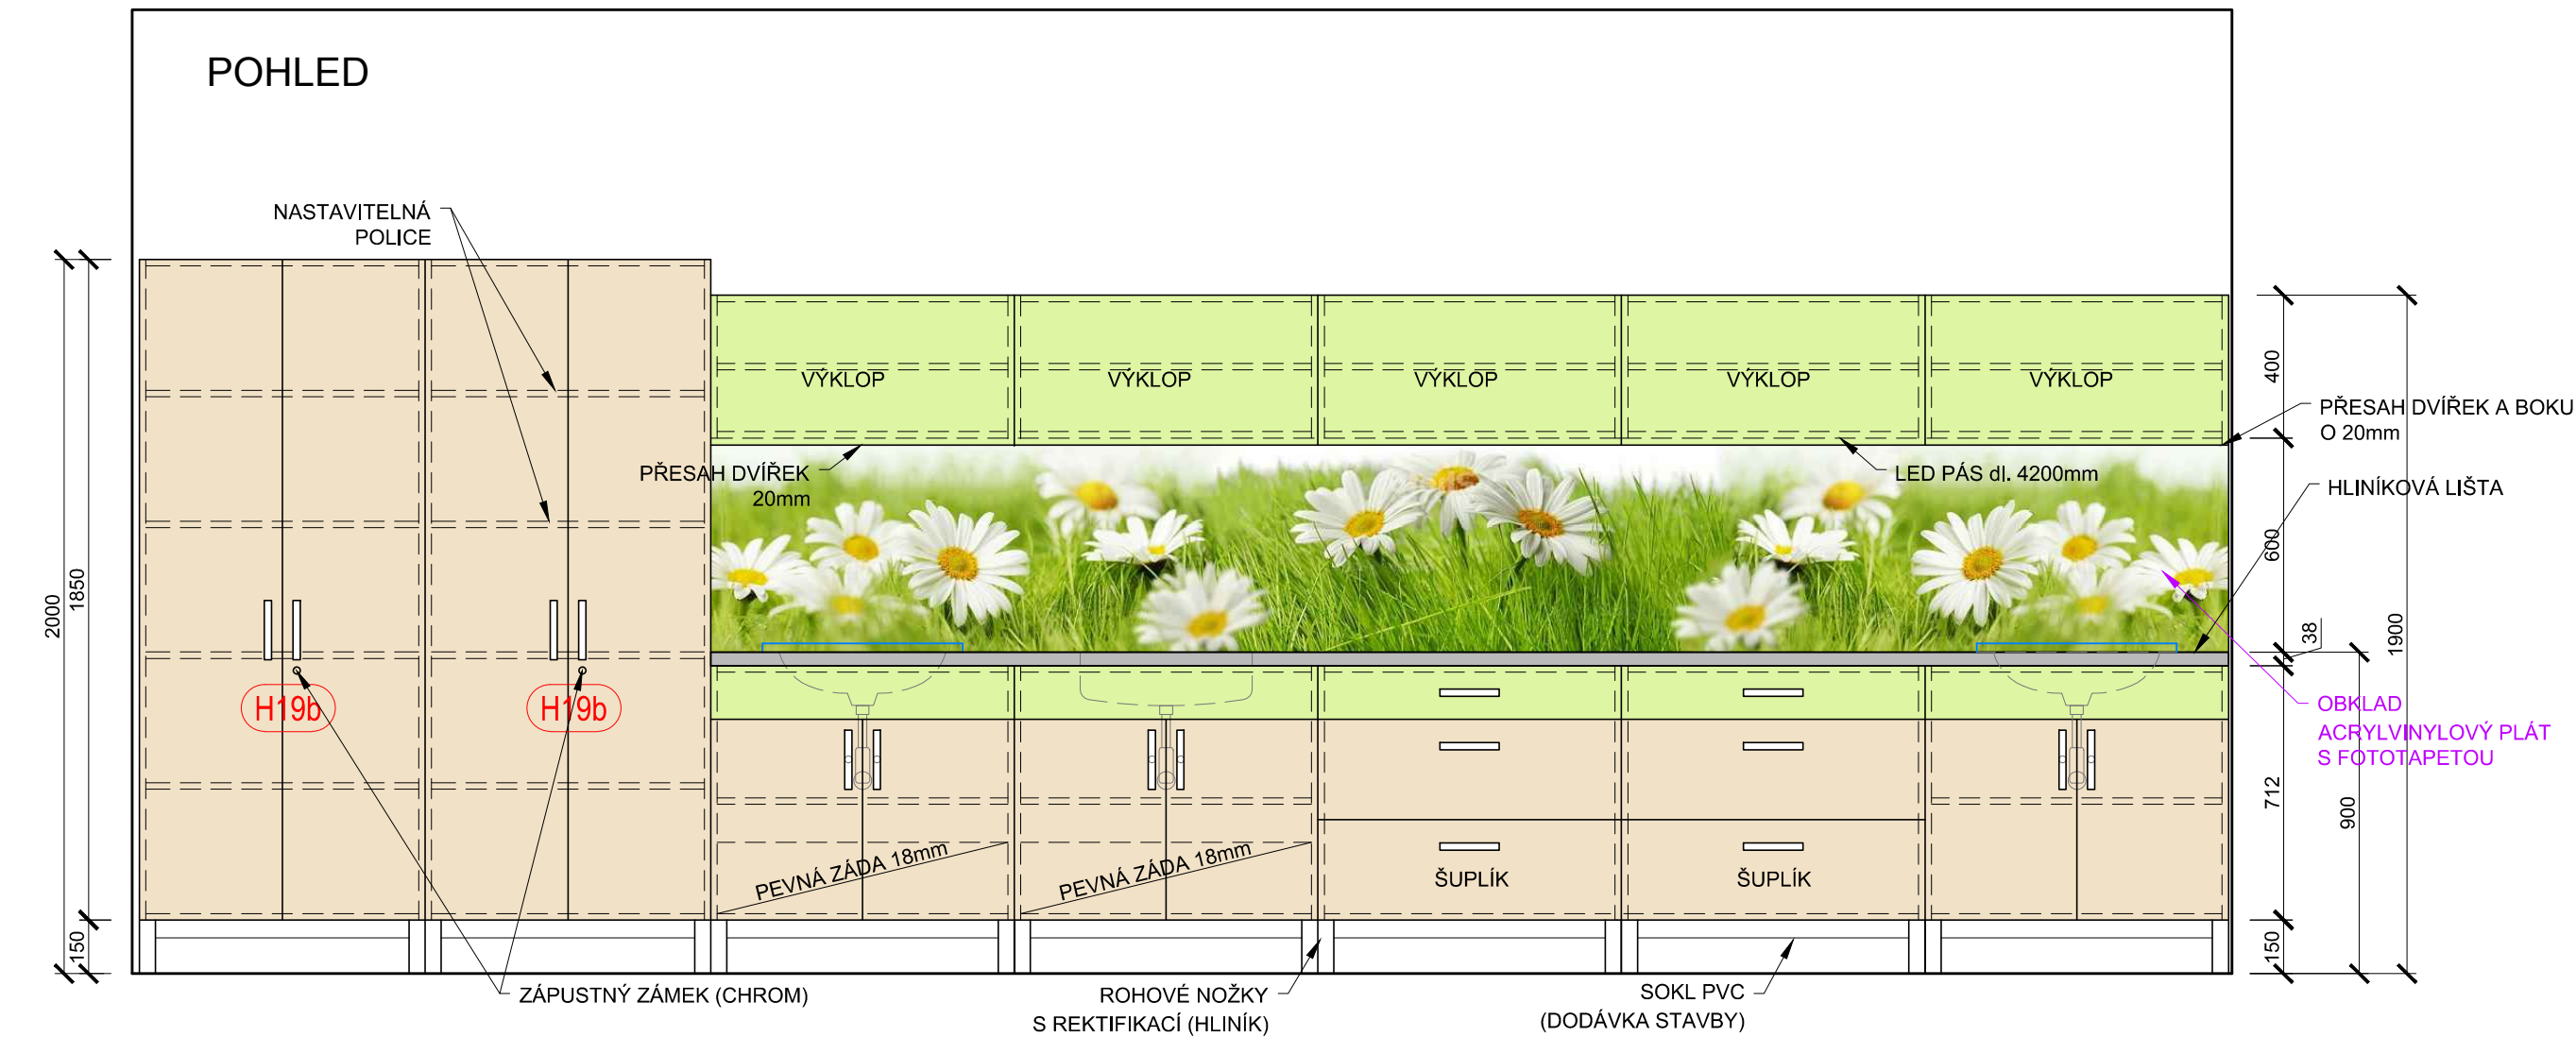 POHLED
NASTAVITELNÁ
POLICE
VÝKLOP
VÝKLOP
VÝKLOP
VÝKLOP
VÝKLOP
PŘESAH DVÍŘEK
20mm
LED PÁS dl. 4200mm
PŘESAH DVÍŘEK A BOKU
O 20mm
HLINÍKOVÁ LIŠTA
OBKLAD
ACRYLVINYLOVÝ PLÁT
S FOTOTAPETOU
H19b
H19b
PEVNÁ ZÁDA 18mm
PEVNÁ ZÁDA 18mm
ŠUPLÍK
ŠUPLÍK
ZÁPUSTNÝ ZÁMEK (CHROM)
ROHOVÉ NOŽKY
S REKTIFIKACÍ (HLINÍK)
SOKL PVC
(DODÁVKA STAVBY)
2000
1850
150
400
600
38
712
150
900
1900